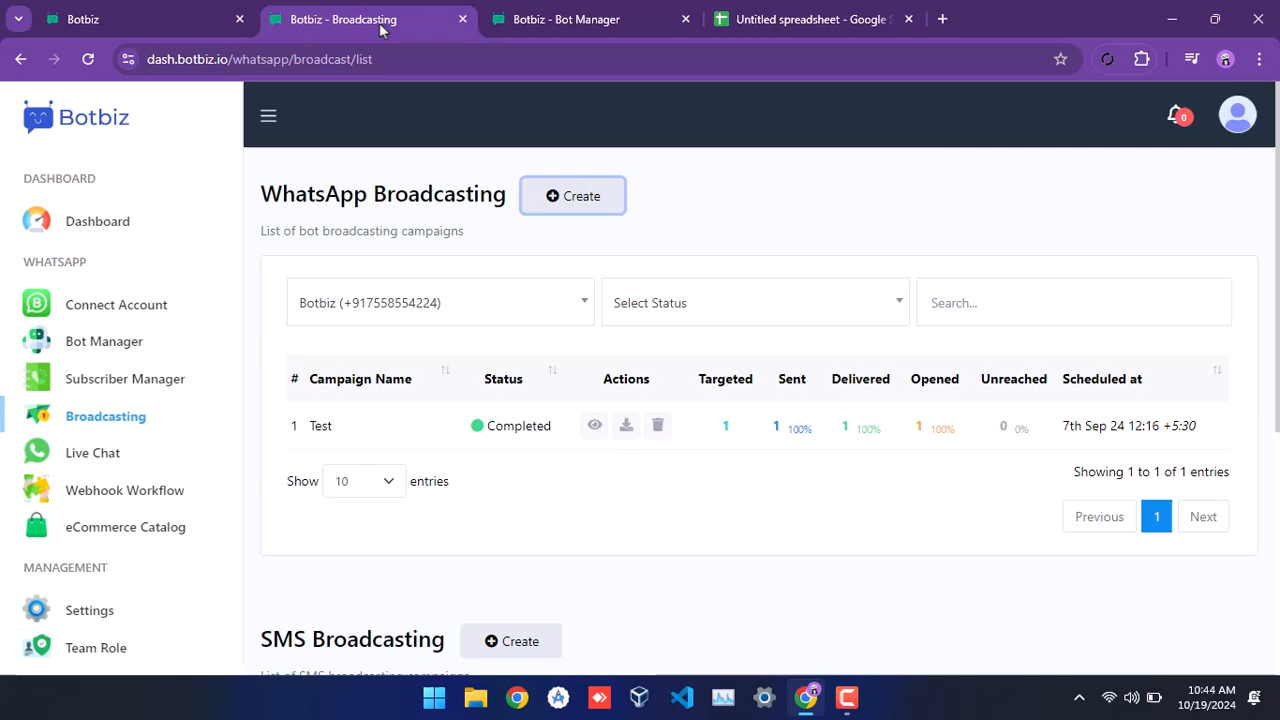 Botbiz
Botbiz - Broadcasting
Botbiz - Bot Manager
Untitled spreadsheet - Google S
dash.botbiz.io/whatsapp/broadcast/list
Botbiz
0
DASHBOARD
Dashboard
WHATSAPP
Connect Account
Bot Manager
Subscriber Manager
Broadcasting
Live Chat
Webhook Workflow
eCommerce Catalog
MANAGEMENT
Settings
Team Role
WhatsApp Broadcasting
Create
List of bot broadcasting campaigns
Botbiz (+917558554224)
Select Status
Search...
# Campaign Name Status Actions Targeted Sent Delivered Opened Unreached Scheduled at
1 Test Completed 1 1 100% 1 100% 1 100% 0 0% 7th Sep 24 12:16 +5:30
Show 10 entries
Showing 1 to 1 of 1 entries
Previous 1 Next
SMS Broadcasting
Create
List of SMS broadcasting campaigns
10:44 AM
10/19/2024